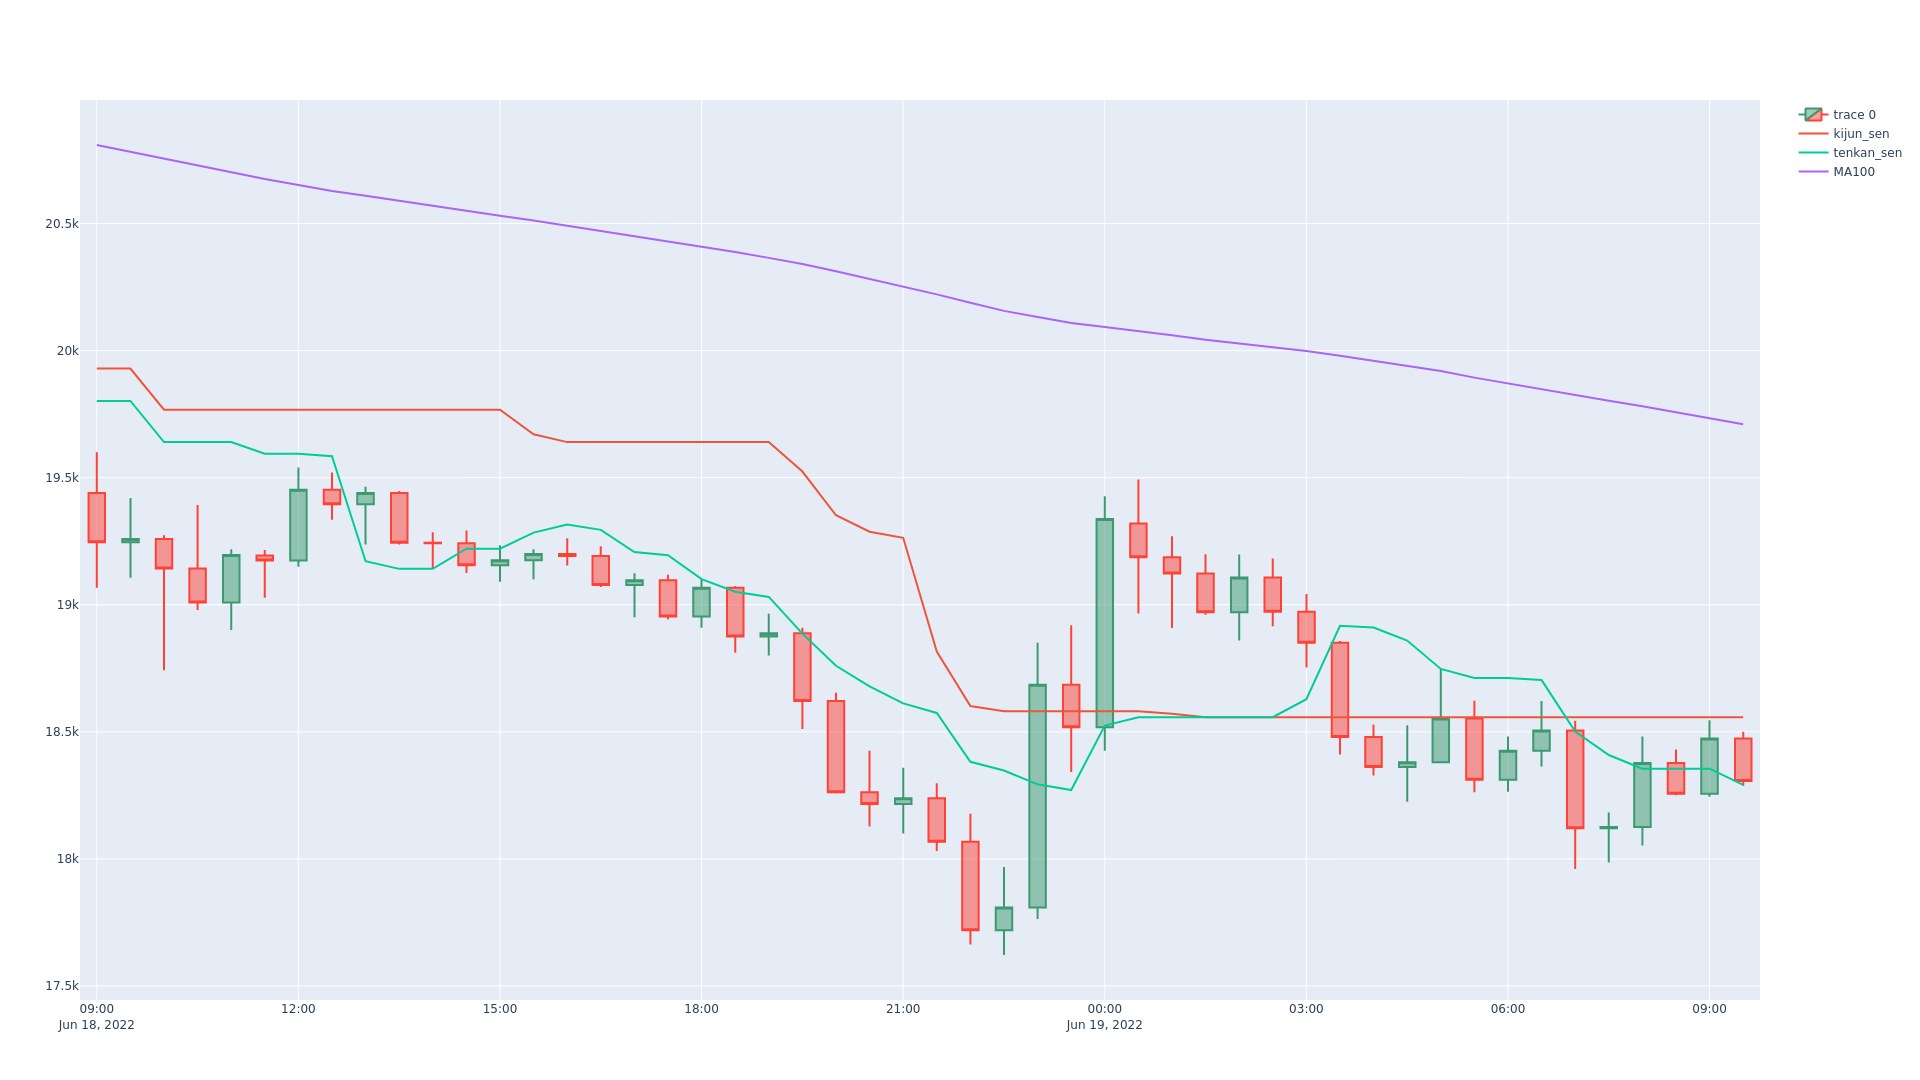 trace 0
kijun_sen
tenkan_sen
MA100
20.5k
20k
19.5k
19k
18.5k
18k
17.5k
09:00 12:00 15:00 18:00 21:00 00:00 03:00 06:00 09:00
Jun 18, 2022 Jun 19, 2022